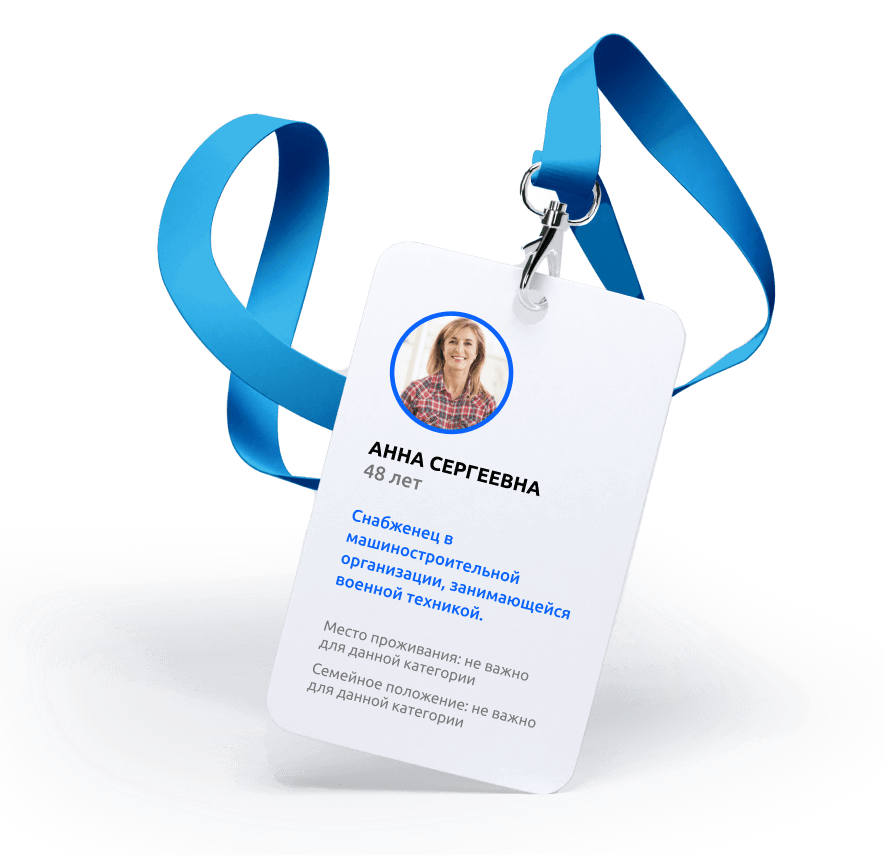 АННА СЕРГЕЕВНА
48 лет
Снабженец в
машиностроительной
организации, занимающейся
военной техникой.
Место проживания: не важно
для данной категории
Семейное положение: не важно
для данной категории